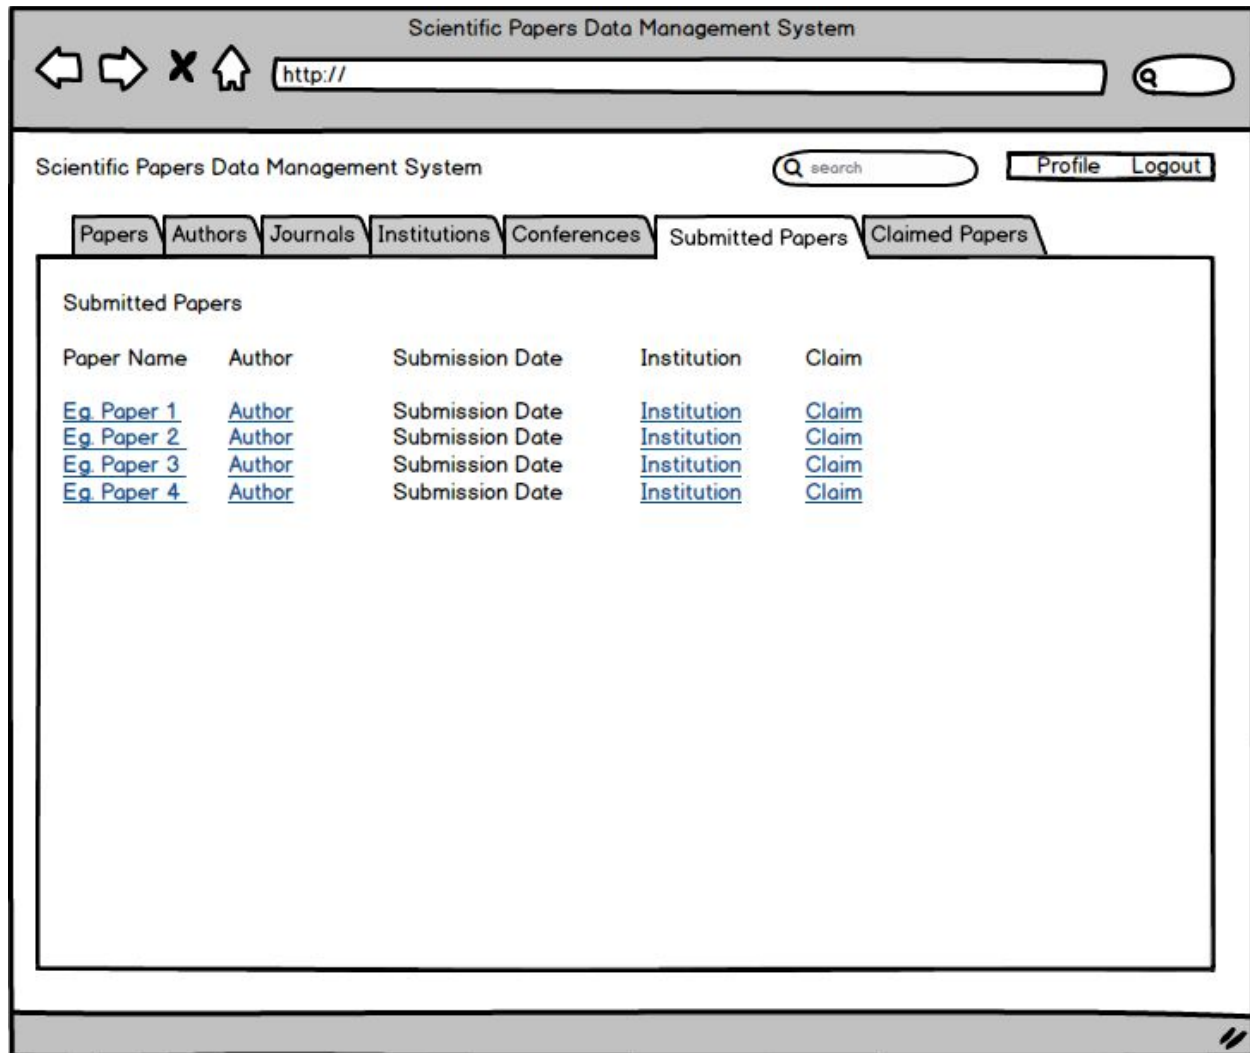 Scientific Papers Data Management System
http://
Scientific Papers Data Management System
search
Profile Logout
Papers Authors Journals Institutions Conferences Submitted Papers Claimed Papers
Submitted Papers
Paper Name Author Submission Date Institution Claim
Eg. Paper 1 Author Submission Date Institution Claim
Eg. Paper 2 Author Submission Date Institution Claim
Eg. Paper 3 Author Submission Date Institution Claim
Eg. Paper 4 Author Submission Date Institution Claim